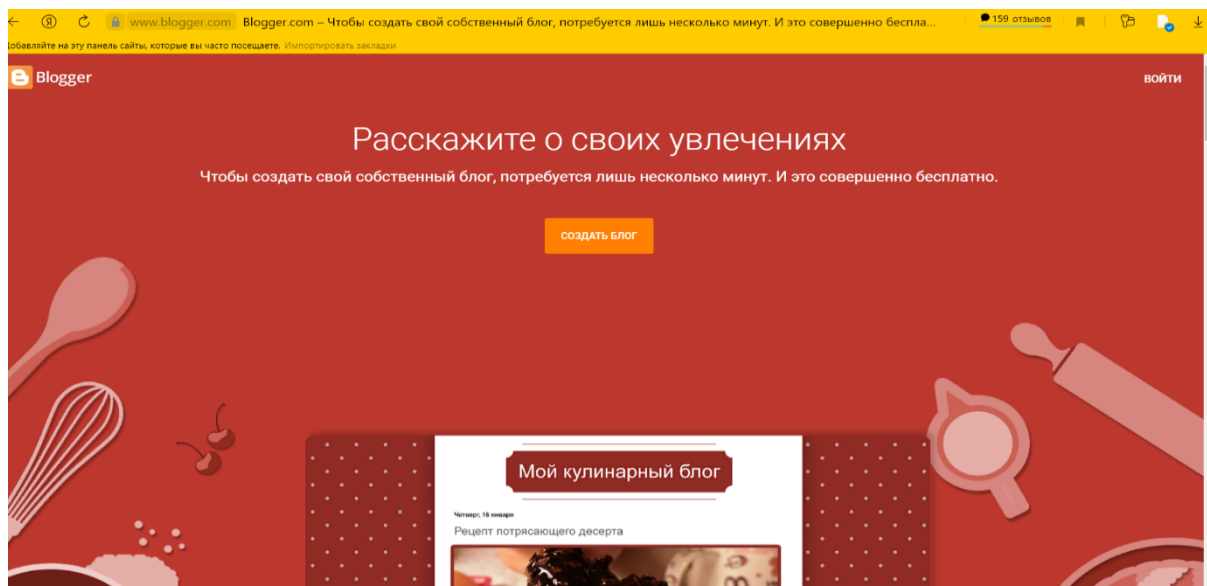 www.blogger.com Blogger.com – Чтобы создать свой собственный блог, потребуется лишь несколько минут. И это совершенно беспла... 159 отзывов
Добавляйте на эту панель сайты, которые вы часто посещаете. Импортировать закладки
Blogger
ВОЙТИ
Расскажите о своих увлечениях
Чтобы создать свой собственный блог, потребуется лишь несколько минут. И это совершенно бесплатно.
СОЗДАТЬ БЛОГ
Мой кулинарный блог
Четверг, 16 января
Рецепт потрясающего десерта